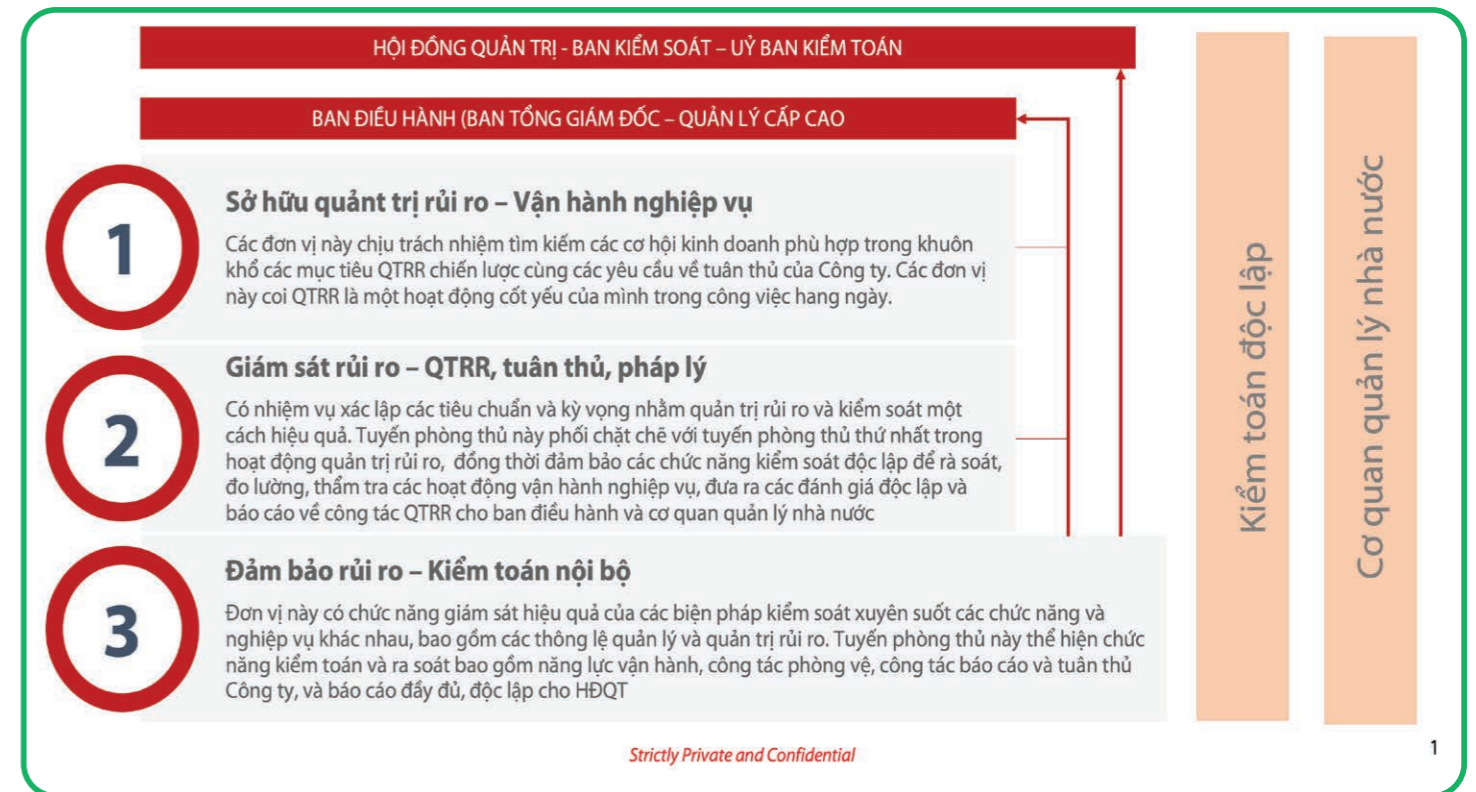 HỘI ĐỒNG QUẢN TRỊ - BAN KIỂM SOÁT – UỶ BAN KIỂM TOÁN
BAN ĐIỀU HÀNH (BAN TỔNG GIÁM ĐỐC – QUẢN LÝ CẤP CAO
1
Sở hữu quảnt trị rủi ro – Vận hành nghiệp vụ
Các đơn vị này chịu trách nhiệm tìm kiếm các cơ hội kinh doanh phù hợp trong khuôn
khổ các mục tiêu QTRR chiến lược cùng các yêu cầu về tuân thủ của Công ty. Các đơn vị
này coi QTRR là một hoạt động cốt yếu của mình trong công việc hang ngày.
2
Giám sát rủi ro – QTRR, tuân thủ, pháp lý
Có nhiệm vụ xác lập các tiêu chuẩn và kỳ vọng nhằm quản trị rủi ro và kiểm soát một
cách hiệu quả. Tuyến phòng thủ này phối chặt chẽ với tuyến phòng thủ thứ nhất trong
hoạt động quản trị rủi ro, đồng thời đảm bảo các chức năng kiểm soát độc lập để rà soát,
đo lường, thẩm tra các hoạt động vận hành nghiệp vụ, đưa ra các đánh giá độc lập và
báo cáo về công tác QTRR cho ban điều hành và cơ quan quản lý nhà nước
3
Đảm bảo rủi ro – Kiểm toán nội bộ
Đơn vị này có chức năng giám sát hiệu quả của các biện pháp kiểm soát xuyên suốt các chức năng và
nghiệp vụ khác nhau, bao gồm các thông lệ quản lý và quản trị rủi ro. Tuyến phòng thủ này thể hiện chức
năng kiểm toán và ra soát bao gồm năng lực vận hành, công tác phòng vệ, công tác báo cáo và tuân thủ
Công ty, và báo cáo đầy đủ, độc lập cho HĐQT
Kiểm toán độc lập
Cơ quan quản lý nhà nước
Strictly Private and Confidential
1